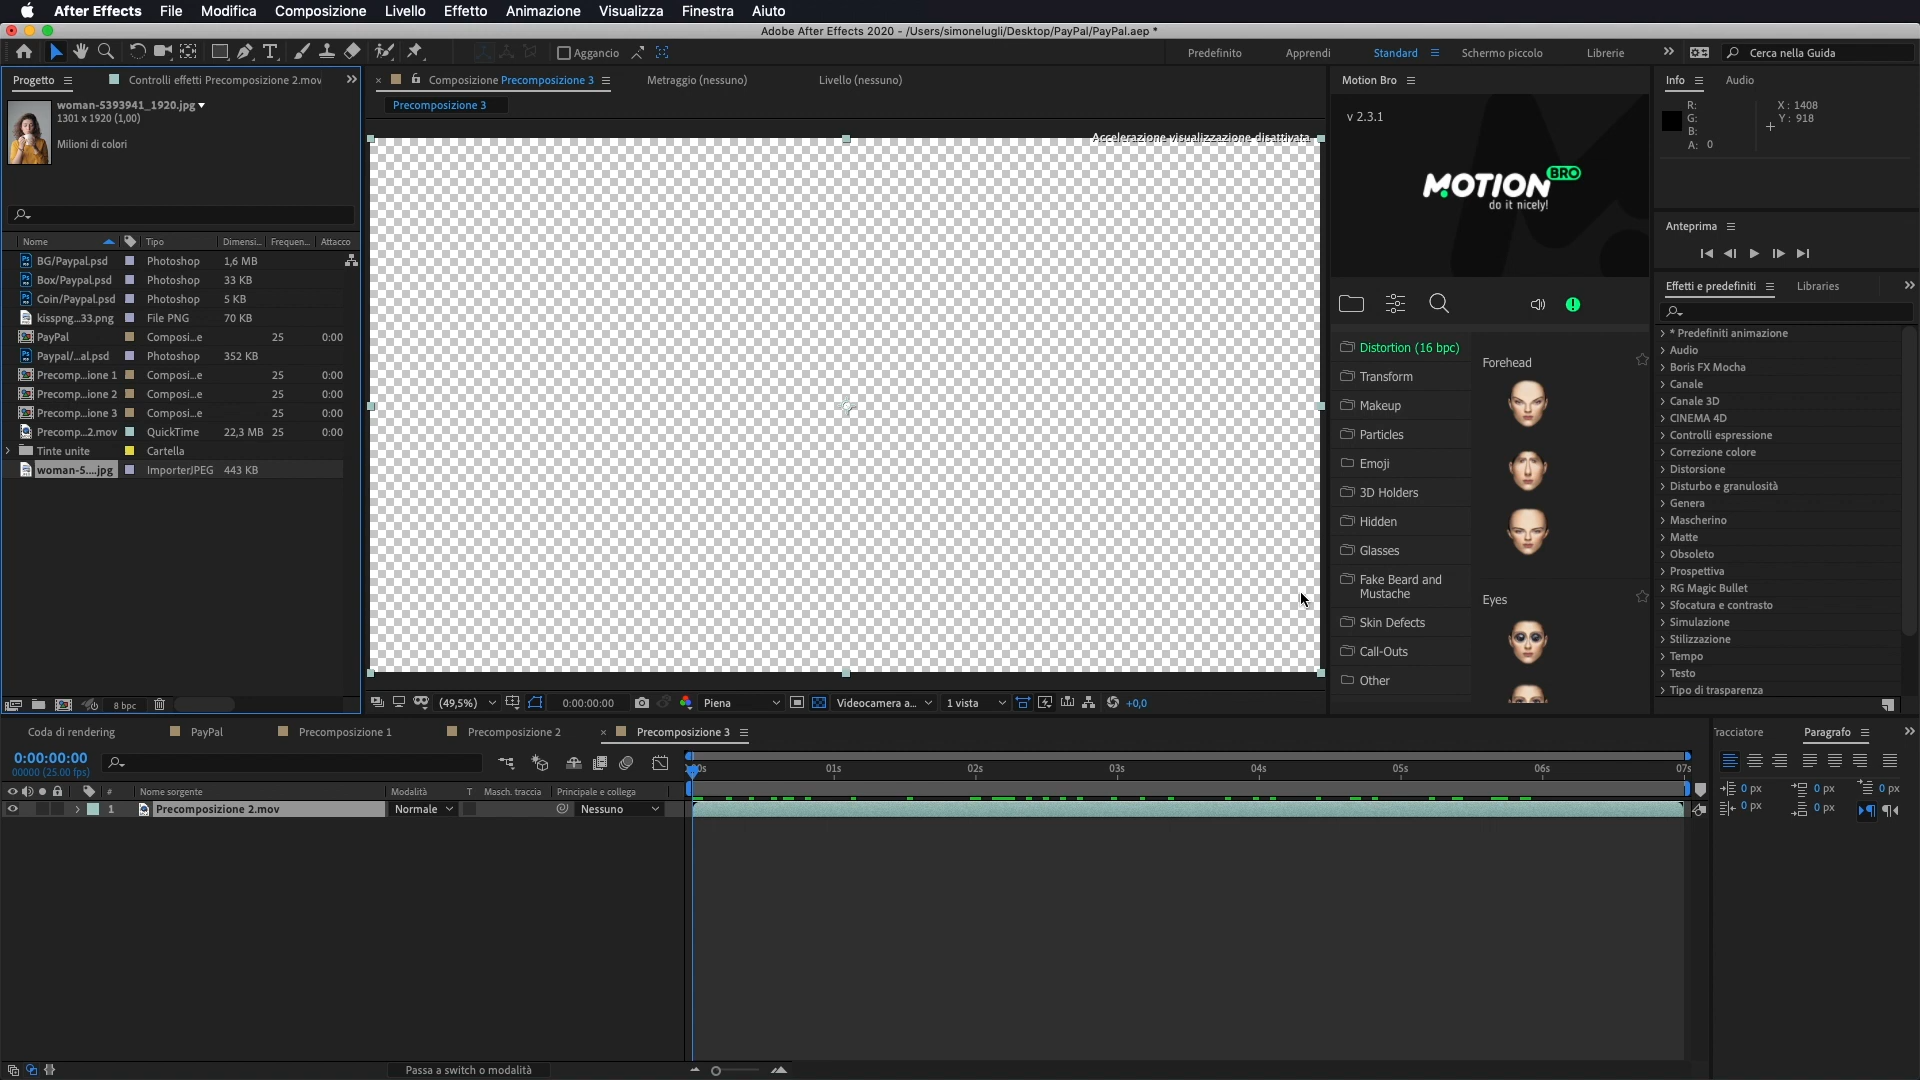 After Effects File Modifica Composizione Livello Effetto Animazione Visualizza Finestra Aiuto
Adobe After Effects 2020 - /Users/simonelugli/Desktop/PayPal/PayPal.aep *
Aggancio
Predefinito Apprendi Standard Schermo piccolo Librerie Cerca nella Guida
Progetto Controlli effetti Precomposizione 2.mov
woman-5393941_1920.jpg
1301 x 1920 (1,00)
Milioni di colori
Nome Tipo Dimensi... Frequen... Attacco
BG/Paypal.psd Photoshop 1,6 MB
Box/Paypal.psd Photoshop 33 KB
Coin/Paypal.psd Photoshop 5 KB
kisspng...33.png File PNG 70 KB
PayPal Composi...e 25 0:00
Paypal/...al.psd Photoshop 352 KB
Precomp...ione 1 Composi...e 25 0:00
Precomp...ione 2 Composi...e 25 0:00
Precomp...ione 3 Composi...e 25 0:00
Precomp...2.mov QuickTime 22,3 MB 25 0:00
Tinte unite Cartella
woman-5....jpg ImporterJPEG 443 KB
8 bpc
Composizione Precomposizione 3 Metraggio (nessuno) Livello (nessuno)
Precomposizione 3
Accelerazione visualizzazione disattivata
(49,5%) 0:00:00:00 Piena Videocamera a... 1 vista +0,0
Motion Bro
v 2.3.1
MOTION BRO
do it nicely!
Distortion (16 bpc)
Transform
Makeup
Particles
Emoji
3D Holders
Hidden
Glasses
Fake Beard and
Mustache
Skin Defects
Call-Outs
Other
Forehead
Eyes
Info Audio
R: X: 1408
G: Y: 918
B:
A: 0
Anteprima
Effetti e predefiniti Libraries
* Predefiniti animazione
Audio
Boris FX Mocha
Canale
Canale 3D
CINEMA 4D
Controlli espressione
Correzione colore
Distorsione
Disturbo e granulosità
Genera
Mascherino
Matte
Obsoleto
Prospettiva
RG Magic Bullet
Sfocatura e contrasto
Simulazione
Stilizzazione
Tempo
Testo
Tipo di trasparenza
Coda di rendering PayPal Precomposizione 1 Precomposizione 2 Precomposizione 3
0:00:00:00
00000 (25.00 fps)
01s 02s 03s 04s 05s 06s 07s
# Nome sorgente Modalità T Masch. traccia Principale e collega
1 Precomposizione 2.mov Normale Nessuno
Passa a switch o modalità
racciatore Paragrafo
0 px 0 px 0 px
0 px 0 px